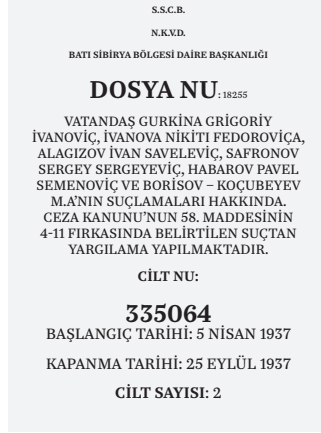 S.S.C.B.
N.K.V.D.
BATI SİBİRYA BÖLGESİ DAİRE BAŞKANLIĞI
DOSYA NU: 18255
VATANDAŞ GURKİNA GRİGORİY
İVANOVİÇ, İVANOVA NİKİTI FEDOROVİÇA,
ALAGIZOV İVAN SAVELEVİÇ, SAFRONOV
SERGEY SERGEYEVİÇ, HABAROV PAVEL
SEMENOVİÇ VE BORİSOV – KOÇUBEYEV
M.A’NIN SUÇLAMALARI HAKKINDA.
CEZA KANUNU’NUN 58. MADDESİNİN
4-11 FIRKASINDA BELİRTİLEN SUÇTAN
YARGILAMA YAPILMAKTADIR.
CİLT NU:
335064
BAŞLANGIÇ TARİHİ: 5 NİSAN 1937
KAPANMA TARİHİ: 25 EYLÜL 1937
CİLT SAYISI: 2